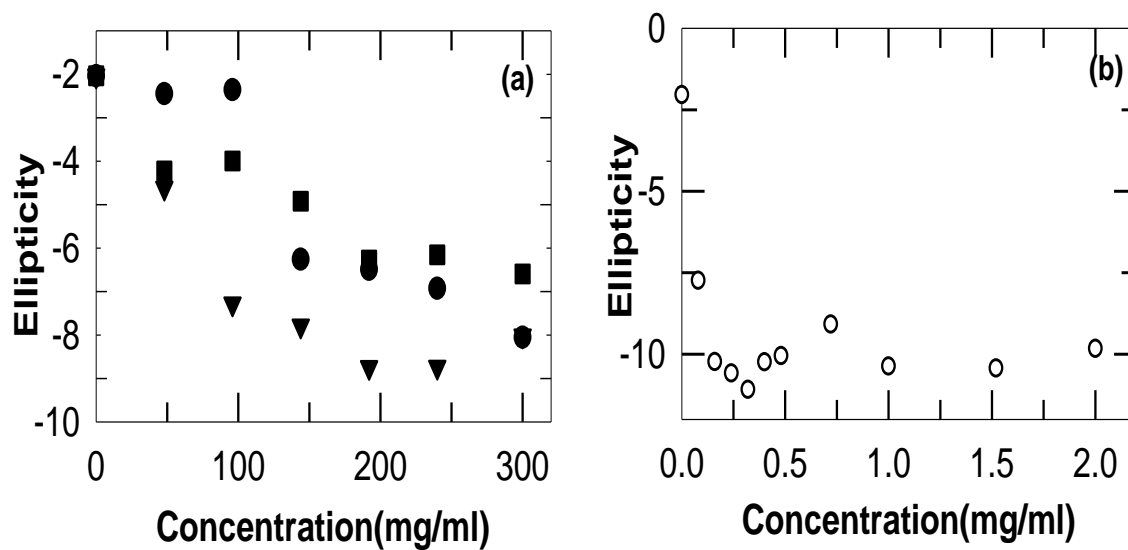 (a)
-2
-4
-6
-8
-10
Ellipticity
0 100 200 300
Concentration(mg/ml)
(b)
0
-5
-10
Ellipticity
0.0 0.5 1.0 1.5 2.0
Concentration(mg/ml)